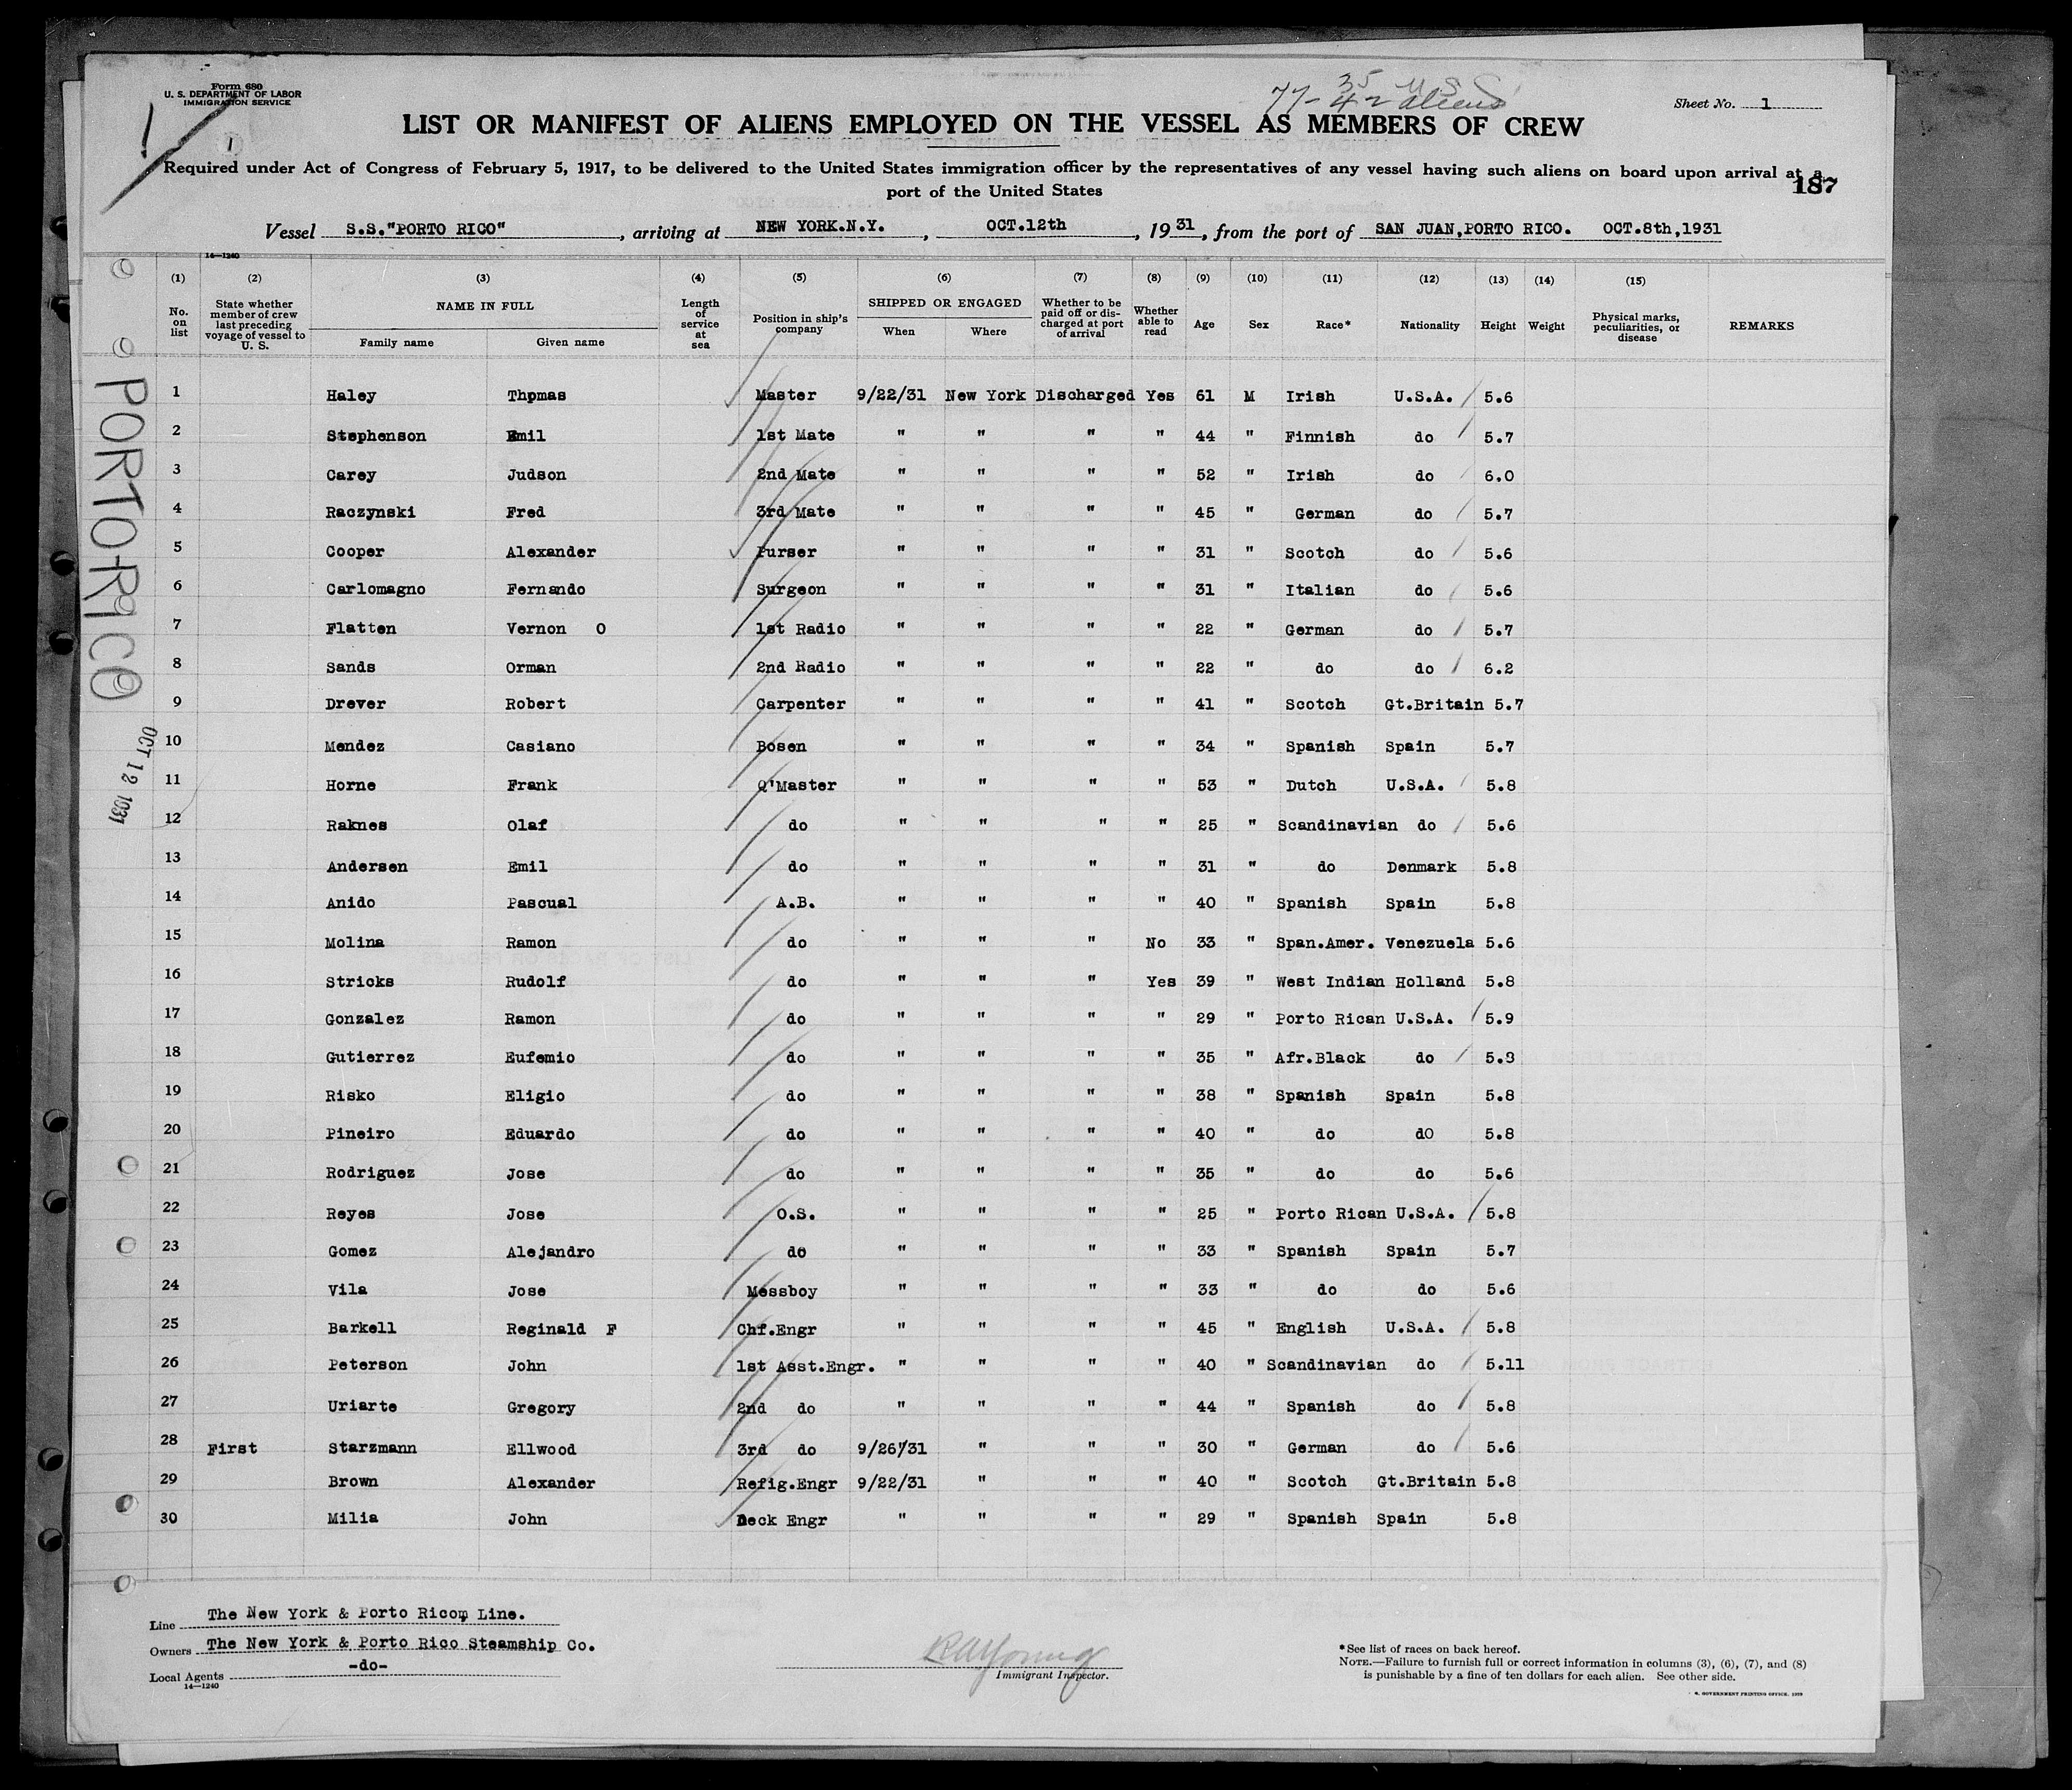 Form 680
U. S. DEPARTMENT OF LABOR
IMMIGRATION SERVICE
35 U S
77- 42 aliens
Sheet No. 1
LIST OR MANIFEST OF ALIENS EMPLOYED ON THE VESSEL AS MEMBERS OF CREW
1
Required under Act of Congress of February 5, 1917, to be delivered to the United States immigration officer by the representatives of any vessel having such aliens on board upon arrival at a
port of the United States
187
Vessel S.S."PORTO RICO", arriving at NEW YORK.N.Y., OCT.12th, 1931, from the port of SAN JUAN,PORTO RICO. OCT.8th,1931
14—1240
(1) (2) (3) (4) (5) (6) (7) (8) (9) (10) (11) (12) (13) (14) (15)
No. on list State whether member of crew last preceding voyage of vessel to U. S. NAME IN FULL Family name Given name Length of service at sea Position in ship's company SHIPPED OR ENGAGED When Where Whether to be paid off or discharged at port of arrival Whether able to read Age Sex Race* Nationality Height Weight Physical marks, peculiarities, or disease REMARKS
1 Haley Thpmas Master 9/22/31 New York Discharged Yes 61 M Irish U.S.A. 5.6
2 Stephenson Emil 1st Mate " " " " 44 " Finnish do 5.7
3 Carey Judson 2nd Mate " " " " 52 " Irish do 6.0
4 Raczynski Fred 3rd Mate " " " " 45 " German do 5.7
5 Cooper Alexander Purser " " " " 31 " Scotch do 5.6
6 Carlomagno Fernando Surgeon " " " " 31 " Italian do 5.6
7 Flatten Vernon O 1st Radio " " " " 22 " German do 5.7
8 Sands Orman 2nd Radio " " " " 22 " do do 6.2
9 Drever Robert Carpenter " " " " 41 " Scotch Gt.Britain 5.7
10 Mendez Casiano Bosen " " " " 34 " Spanish Spain 5.7
11 Horne Frank Q'Master " " " " 53 " Dutch U.S.A. 5.8
12 Raknes Olaf do " " " " 25 " Scandinavian do 5.6
13 Andersen Emil do " " " " 31 " do Denmark 5.8
14 Anido Pascual A.B. " " " " 40 " Spanish Spain 5.8
15 Molina Ramon do " " " No 33 " Span.Amer. Venezuela 5.6
16 Stricks Rudolf do " " " Yes 39 " West Indian Holland 5.8
17 Gonzalez Ramon do " " " " 29 " Porto Rican U.S.A. 5.9
18 Gutierrez Eufemio do " " " " 35 " Afr.Black do 5.8
19 Risko Eligio do " " " " 38 " Spanish Spain 5.8
20 Pineiro Eduardo do " " " " 40 " do dO 5.8
21 Rodriguez Jose do " " " " 35 " do do 5.6
22 Reyes Jose O.S. " " " " 25 " Porto Rican U.S.A. 5.8
23 Gomez Alejandro do " " " " 33 " Spanish Spain 5.7
24 Vila Jose Messboy " " " " 33 " do do 5.6
25 Barkell Reginald F Chf.Engr " " " " 45 " English U.S.A. 5.8
26 Peterson John 1st Asst.Engr. " " " " 40 " Scandinavian do 5.11
27 Uriarte Gregory 2nd do " " " " 44 " Spanish do 5.8
28 First Starzmann Ellwood 3rd do 9/26/31 " " " 30 " German do 5.6
29 Brown Alexander Refig.Engr 9/22/31 " " " 40 " Scotch Gt.Britain 5.8
30 Milia John Deck Engr " " " " 29 " Spanish Spain 5.8
PORTO-RICO
OCT 12 1931
Line The New York & Porto Rico Line.
Owners The New York & Porto Rico Steamship Co.
Local Agents -do-
14—1240
RAYoung
Immigrant Inspector.
*See list of races on back hereof.
NOTE.—Failure to furnish full or correct information in columns (3), (6), (7), and (8)
is punishable by a fine of ten dollars for each alien. See other side.
GOVERNMENT PRINTING OFFICE. 1929